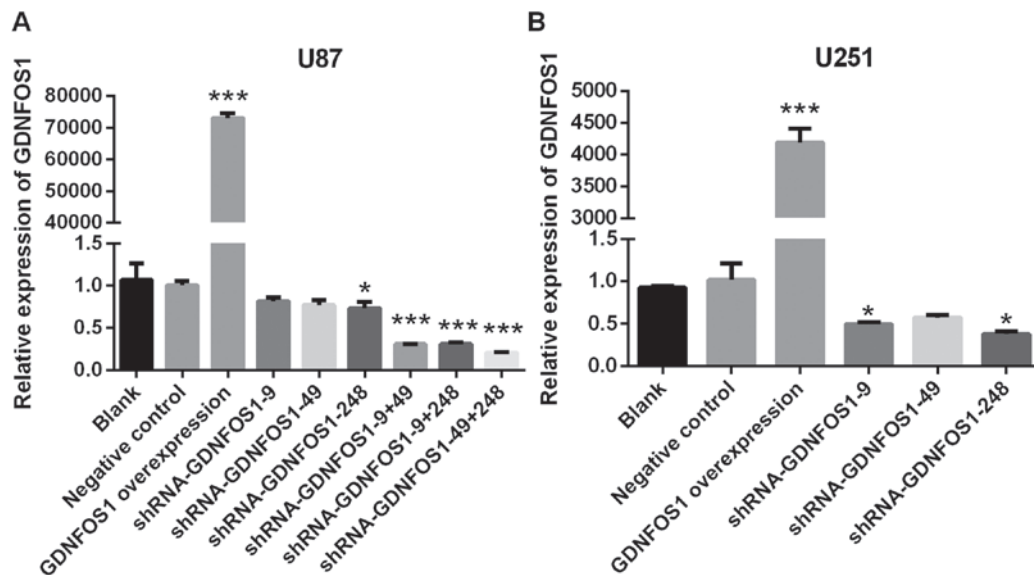 A
U87
Relative expression of GDNFOS1
80000
70000
60000
50000
40000
1.5
1.0
0.5
0.0
***
*
***
***
***
Blank
Negative control
GDNFOS1 overexpression
shRNA-GDNFOS1-9
shRNA-GDNFOS1-49
shRNA-GDNFOS1-248
shRNA-GDNFOS1-9+49
shRNA-GDNFOS1-9+248
shRNA-GDNFOS1-49+248
B
U251
Relative expression of GDNFOS1
5000
4500
4000
3500
3000
1.5
1.0
0.5
0.0
***
*
*
Blank
Negative control
GDNFOS1 overexpression
shRNA-GDNFOS1-9
shRNA-GDNFOS1-49
shRNA-GDNFOS1-248